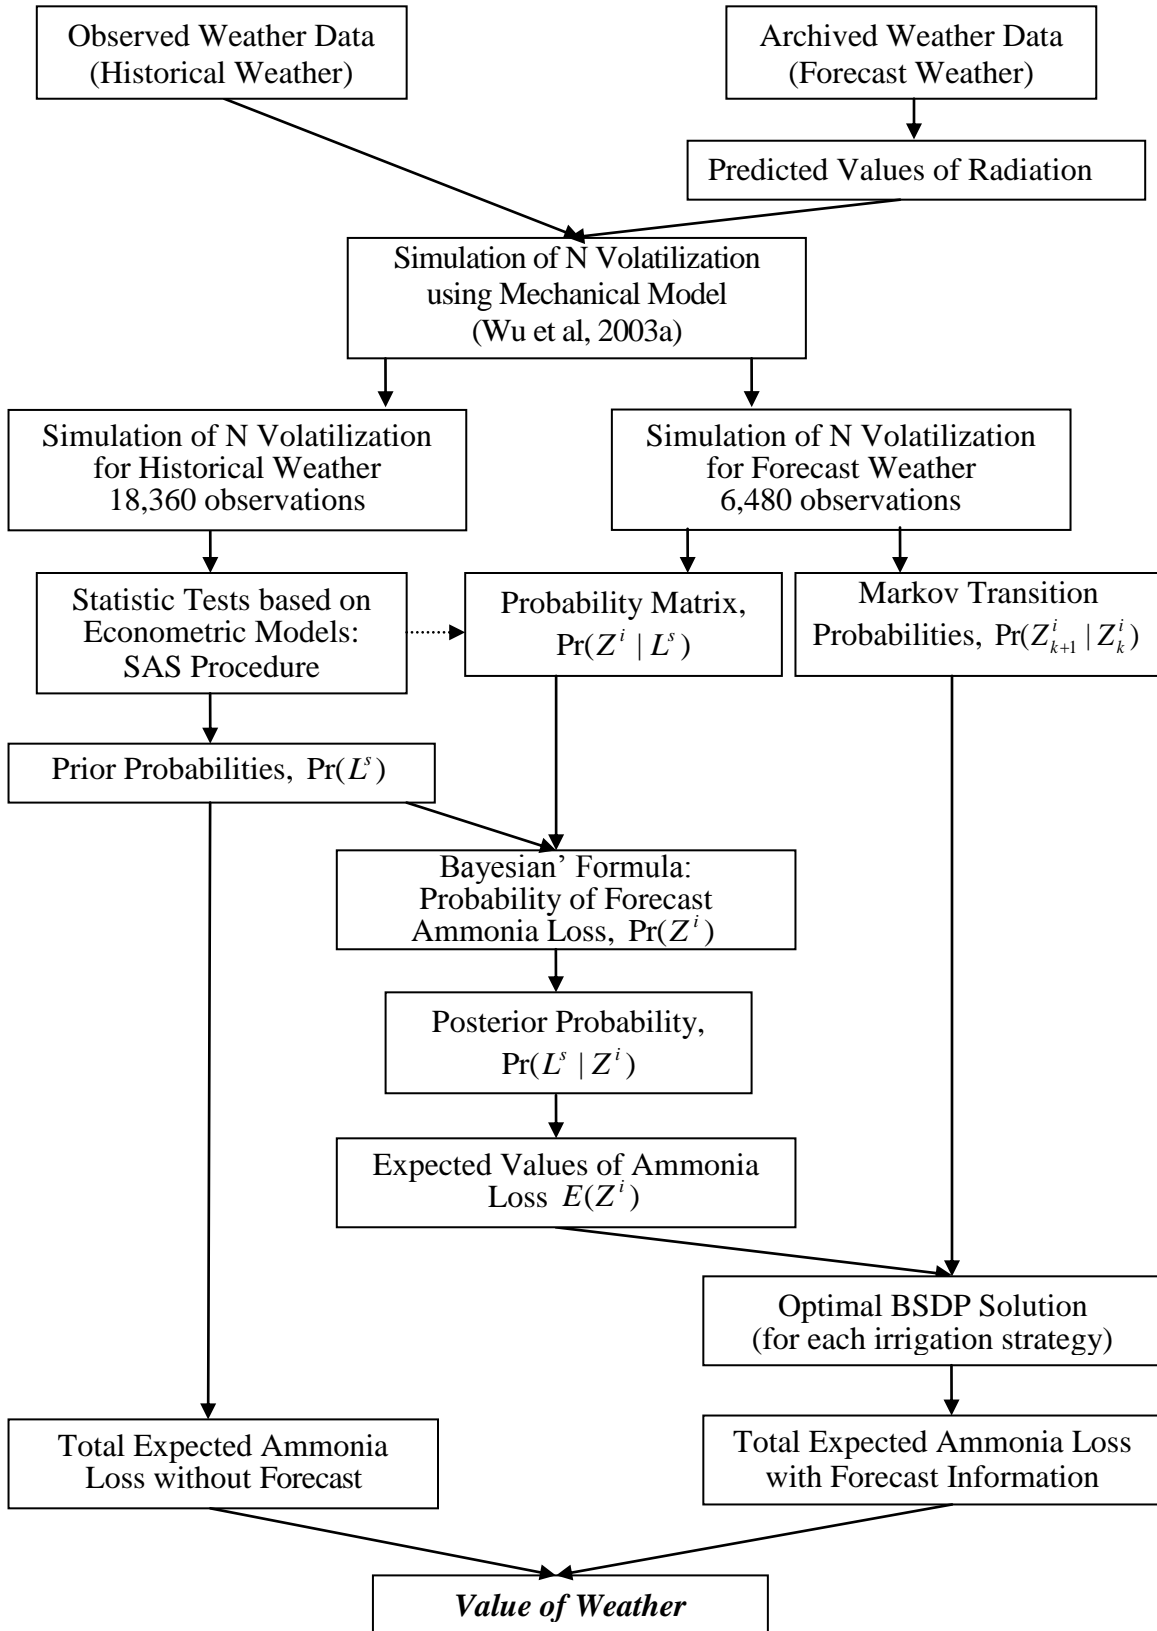 Observed Weather Data
(Historical Weather)
Archived Weather Data
(Forecast Weather)
Predicted Values of Radiation
Simulation of N Volatilization
using Mechanical Model
(Wu et al, 2003a)
Simulation of N Volatilization
for Historical Weather
18,360 observations
Simulation of N Volatilization
for Forecast Weather
6,480 observations
Statistic Tests based on
Econometric Models:
SAS Procedure
Probability Matrix,
Pr(Z^i | L^s)
Markov Transition
Probabilities, Pr(Z^i_{k+1} | Z^i_k)
Prior Probabilities, Pr(L^s)
Bayesian’ Formula:
Probability of Forecast
Ammonia Loss, Pr(Z^i)
Posterior Probability,
Pr(L^s | Z^i)
Expected Values of Ammonia
Loss E(Z^i)
Optimal BSDP Solution
(for each irrigation strategy)
Total Expected Ammonia
Loss without Forecast
Total Expected Ammonia Loss
with Forecast Information
Value of Weather